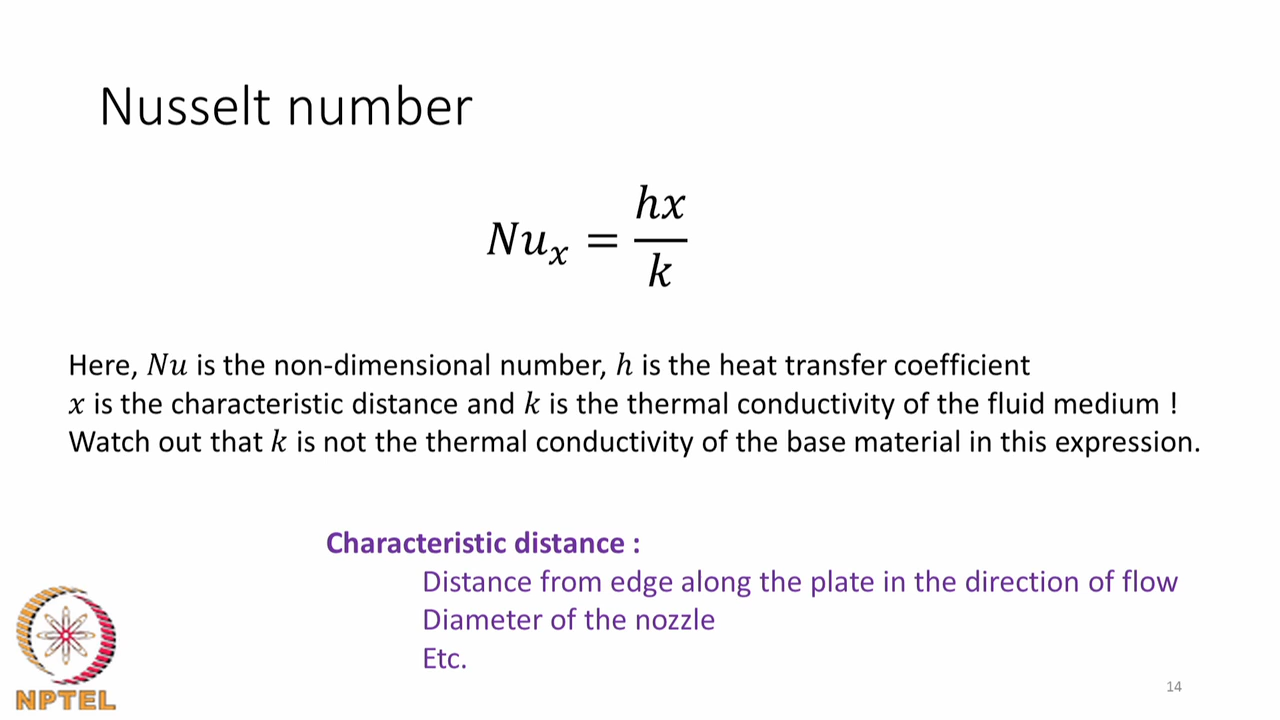 Nusselt number
Nu_x = hx/k
Here, Nu is the non-dimensional number, h is the heat transfer coefficient
x is the characteristic distance and k is the thermal conductivity of the fluid medium !
Watch out that k is not the thermal conductivity of the base material in this expression.
Characteristic distance :
Distance from edge along the plate in the direction of flow
Diameter of the nozzle
Etc.
NPTEL
14